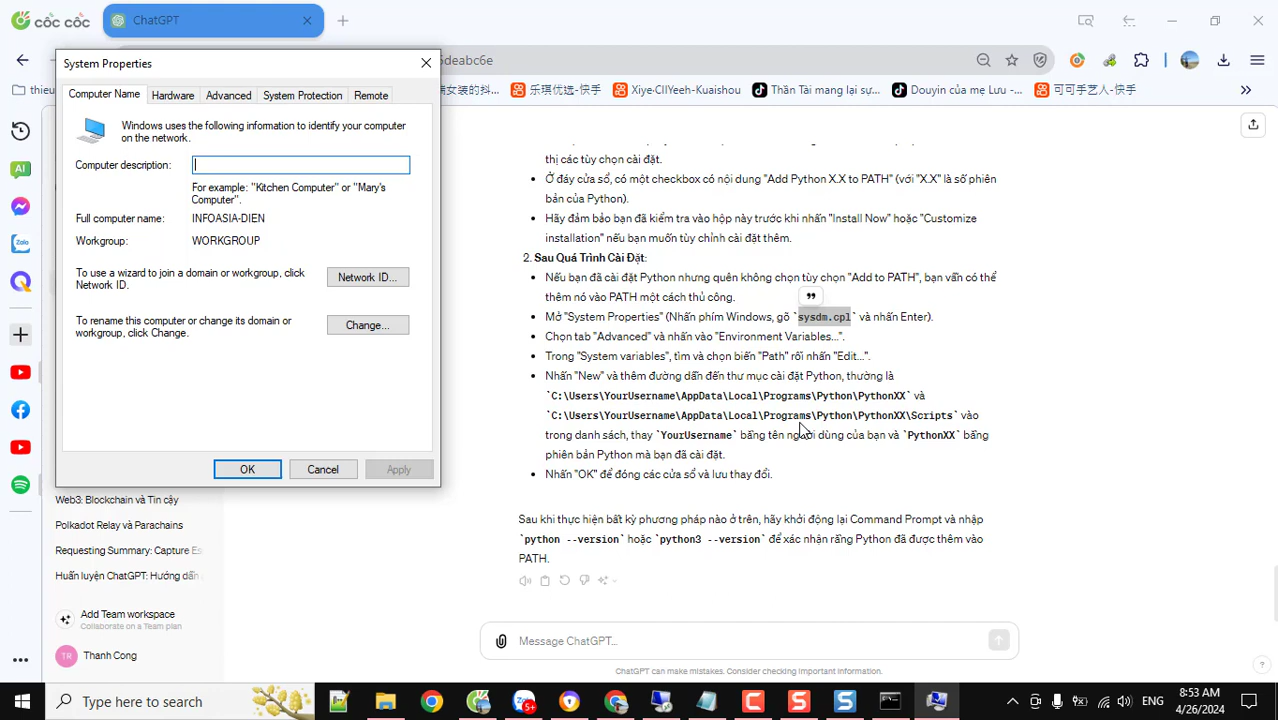 cốc cốc
ChatGPT
deabc6e
thieu
Xiye·CIIYeeh-Kuaishou
Thần Tài mang lại sự...
Douyin của mẹ Lưu -...
可可手艺人-快手
System Properties
Computer Name
Hardware
Advanced
System Protection
Remote
Windows uses the following information to identify your computer
on the network.
Computer description:
For example: "Kitchen Computer" or "Mary's
Computer".
Full computer name:
INFOASIA-DIEN
Workgroup:
WORKGROUP
To use a wizard to join a domain or workgroup, click
Network ID.
Network ID...
To rename this computer or change its domain or
workgroup, click Change.
Change...
OK
Cancel
Apply
AI
Web3: Blockchain và Tin cậy
Polkadot Relay và Parachains
Requesting Summary: Capture Es
Huấn luyện ChatGPT: Hướng dẫn
Add Team workspace
Collaborate on a Team plan
TR
Thanh Cong
thị các tùy chọn cài đặt.
Ở đáy cửa sổ, có một checkbox có nội dung "Add Python X.X to PATH" (với "X.X" là số phiên
bản của Python).
Hãy đảm bảo bạn đã kiểm tra vào hộp này trước khi nhấn "Install Now" hoặc "Customize
installation" nếu bạn muốn tùy chỉnh cài đặt thêm.
2. Sau Quá Trình Cài Đặt:
Nếu bạn đã cài đặt Python nhưng quên không chọn tùy chọn "Add to PATH", bạn vẫn có thể
thêm nó vào PATH một cách thủ công.
Mở "System Properties" (Nhấn phím Windows, gõ `sysdm.cpl` và nhấn Enter).
Chọn tab "Advanced" và nhấn vào "Environment Variables...".
Trong "System variables", tìm và chọn biến "Path" rồi nhấn "Edit...".
Nhấn "New" và thêm đường dẫn đến thư mục cài đặt Python, thường là
`C:\Users\YourUsername\AppData\Local\Programs\Python\PythonXX` và
`C:\Users\YourUsername\AppData\Local\Programs\Python\PythonXX\Scripts` vào
trong danh sách, thay `YourUsername` bằng tên người dùng của bạn và `PythonXX` bằng
phiên bản Python mà bạn đã cài đặt.
Nhấn "OK" để đóng các cửa sổ và lưu thay đổi.
Sau khi thực hiện bất kỳ phương pháp nào ở trên, hãy khởi động lại Command Prompt và nhập
`python --version` hoặc `python3 --version` để xác nhận rằng Python đã được thêm vào
PATH.
Message ChatGPT...
ChatGPT can make mistakes. Consider checking important information.
Type here to search
5+
ENG
8:53 AM
4/26/2024